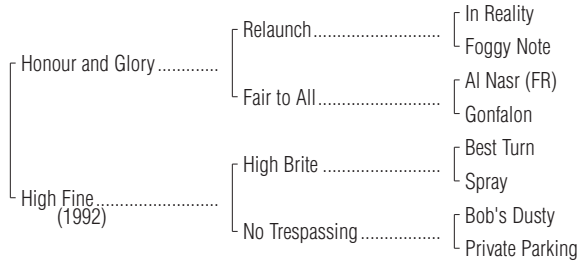 In Reality
Relaunch
Foggy Note
Honour and Glory
Al Nasr (FR)
Fair to All
Gonfalon
Best Turn
High Brite
Spray
High Fine
(1992)
Bob's Dusty
No Trespassing
Private Parking